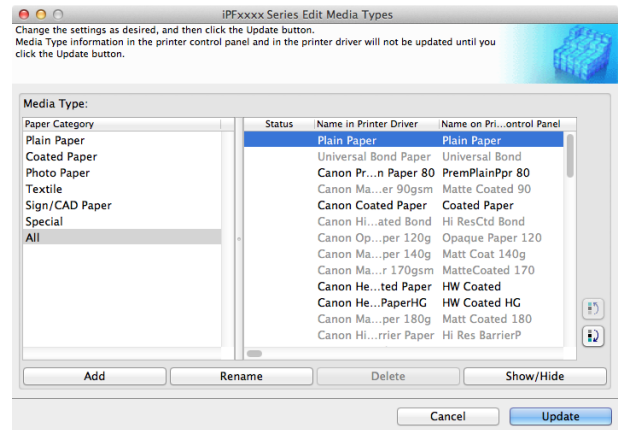 iPFxxxx Series Edit Media Types
Change the settings as desired, and then click the Update button.
Media Type information in the printer control panel and in the printer driver will not be updated until you
click the Update button.
Media Type:
Paper Category Status Name in Printer Driver Name on Pri...ontrol Panel
Plain Paper Plain Paper Plain Paper
Coated Paper Universal Bond Paper Universal Bond
Photo Paper Canon Pr...n Paper 80 PremPlainPpr 80
Textile Canon Ma...er 90gsm Matte Coated 90
Sign/CAD Paper Canon Coated Paper Coated Paper
Special Canon Hi...ated Bond Hi ResCtd Bond
All Canon Op...per 120g Opaque Paper 120
Canon Ma...per 140g Matt Coat 140g
Canon Ma...r 170gsm MatteCoated 170
Canon He...ted Paper HW Coated
Canon He...PaperHG HW Coated HG
Canon Ma...per 180g Matt Coated 180
Canon Hi...rrier Paper Hi Res BarrierP
Add Rename Delete Show/Hide
Cancel Update